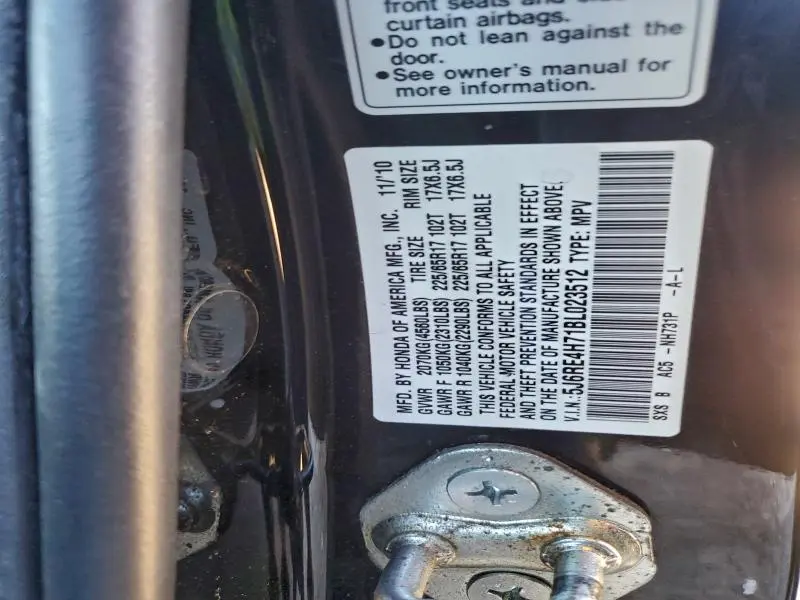 front seats and
curtain airbags.
•Do not lean against the
door.
•See owner's manual for
more information.
MFD. BY HONDA OF AMERICA MFG., INC. 11/10
GVWR 2070KG(4560LBS) TIRE SIZE RIM SIZE
GAWR F 1050KG(2310LBS) 225/65R17 102T 17X6.5J
GAWR R 1040KG(2290LBS) 225/65R17 102T 17X6.5J
THIS VEHICLE CONFORMS TO ALL APPLICABLE
FEDERAL MOTOR VEHICLE SAFETY
AND THEFT PREVENTION STANDARDS IN EFFECT
ON THE DATE OF MANUFACTURE SHOWN ABOVE.
V.I.N. 5J6RE4H71BL023512 TYPE: MPV
SXS B AC5 -NH731P -A-L